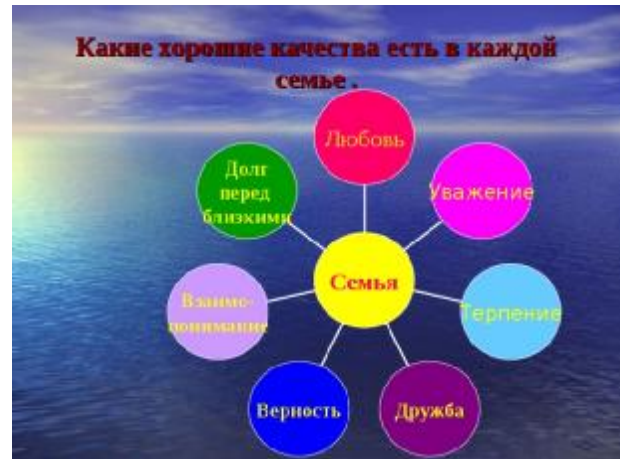 Какие хорошие качества есть в каждой
семье .
Любовь
Уважение
Терпение
Дружба
Верность
Взаимо-
понимание
Долг
перед
близкими
Семья